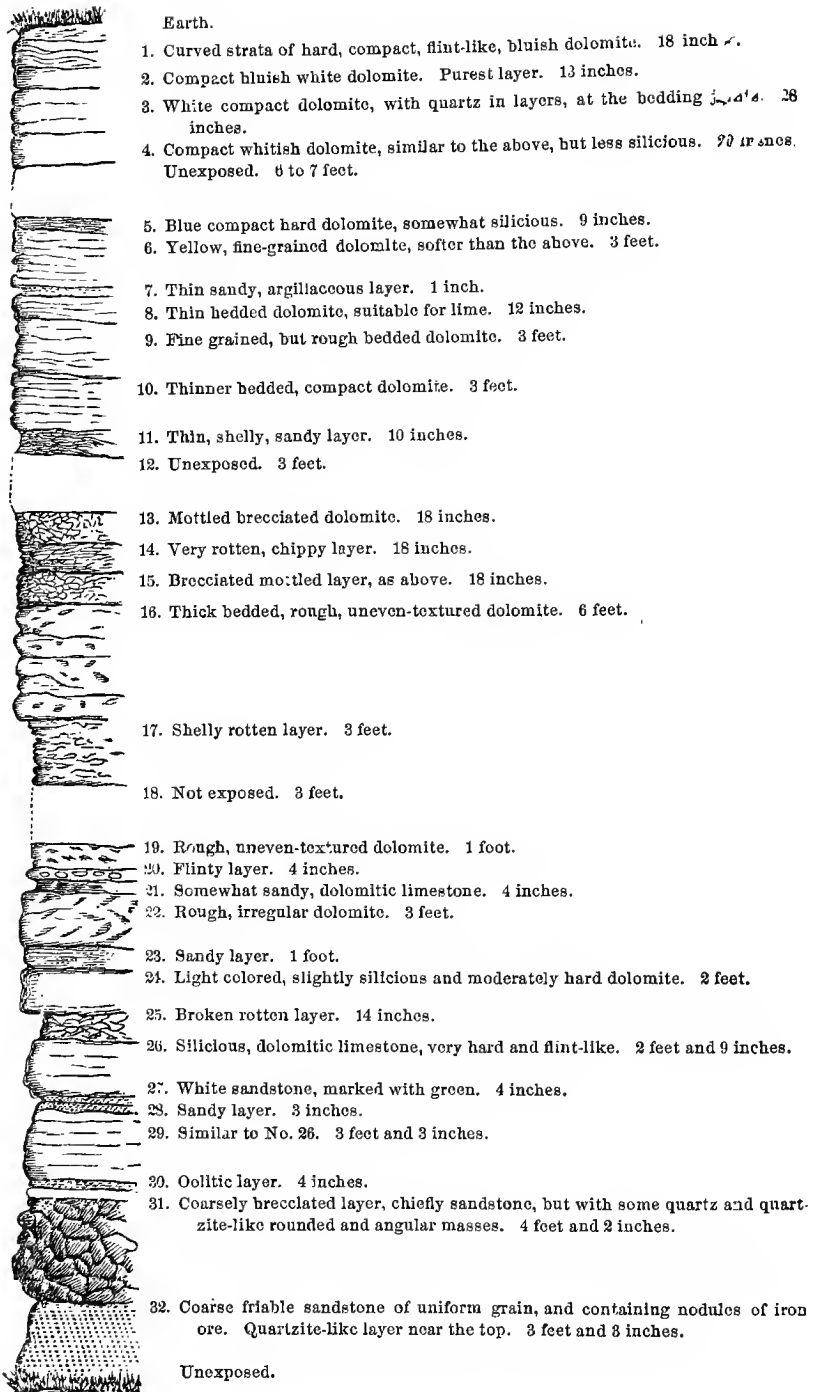 Earth.
1. Curved strata of hard, compact, flint-like, bluish dolomite. 18
2. Compact bluish white dolomite. Purest layer. 13 inches.
3. White compact dolomite, with quartz in layers, at the bedding
inches.
4. Compact whitish dolomite, similar to the above, but less silicious.
Unexposed. 6 to 7 feet.
5. Blue compact hard dolomite, somewhat silicious. 9 inches.
6. Yellow, fine-grained dolomite, softer than the above. 3 feet.
7. Thin sandy, argillaceous layer. 1 inch.
8. Thin bedded dolomite, suitable for lime. 12 inches.
9. Fine grained, but rough bedded dolomite. 3 feet.
10. Thinner bedded, compact dolomite. 3 feet.
11. Thin, shelly, sandy layer. 10 inches.
12. Unexposed. 3 feet.
13. Mottled brecciated dolomite. 18 inches.
14. Very rotten, chippy layer. 18 inches.
15. Brecciated mottled layer, as above. 18 inches.
16. Thick bedded, rough, uneven-textured dolomite. 6 feet.
17. Shelly rotten layer. 3 feet.
18. Not exposed. 3 feet.
19. Rough, uneven-textured dolomite. 1 foot.
20. Flinty layer. 4 inches.
21. Somewhat sandy, dolomitic limestone. 4 inches.
22. Rough, irregular dolomite. 3 feet.
23. Sandy layer. 1 foot.
24. Light colored, slightly silicious and moderately hard dolomite. 2 feet.
25. Broken rotten layer. 14 inches.
26. Silicious, dolomitic limestone, very hard and flint-like. 2 feet and 9 inches.
27. White sandstone, marked with green. 4 inches.
28. Sandy layer. 3 inches.
29. Similar to No. 26. 3 feet and 3 inches.
30. Oolitic layer. 4 inches.
31. Coarsely brecciated layer, chiefly sandstone, but with some quartz and quart-
zite-like rounded and angular masses. 4 feet and 2 inches.
32. Coarse friable sandstone of uniform grain, and containing nodules of iron
ore. Quartzite-like layer near the top. 3 feet and 3 inches.
Unexposed.